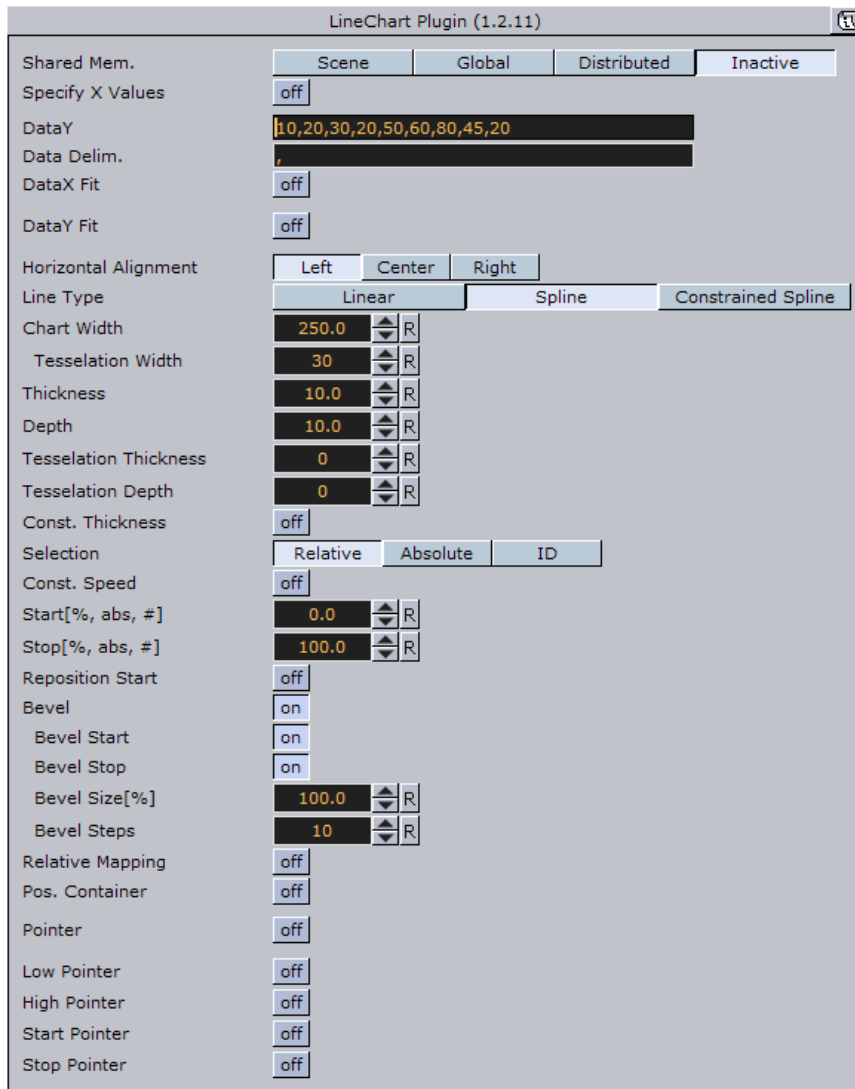 LineChart Plugin (1.2.11)
Shared Mem. Scene Global Distributed Inactive
Specify X Values off
DataY 10,20,30,20,50,60,80,45,20
Data Delim. ,
DataX Fit off
DataY Fit off
Horizontal Alignment Left Center Right
Line Type Linear Spline Constrained Spline
Chart Width 250.0 R
Tesselation Width 30 R
Thickness 10.0 R
Depth 10.0 R
Tesselation Thickness 0 R
Tesselation Depth 0 R
Const. Thickness off
Selection Relative Absolute ID
Const. Speed off
Start[%, abs, #] 0.0 R
Stop[%, abs, #] 100.0 R
Reposition Start off
Bevel on
Bevel Start on
Bevel Stop on
Bevel Size[%] 100.0 R
Bevel Steps 10 R
Relative Mapping off
Pos. Container off
Pointer off
Low Pointer off
High Pointer off
Start Pointer off
Stop Pointer off